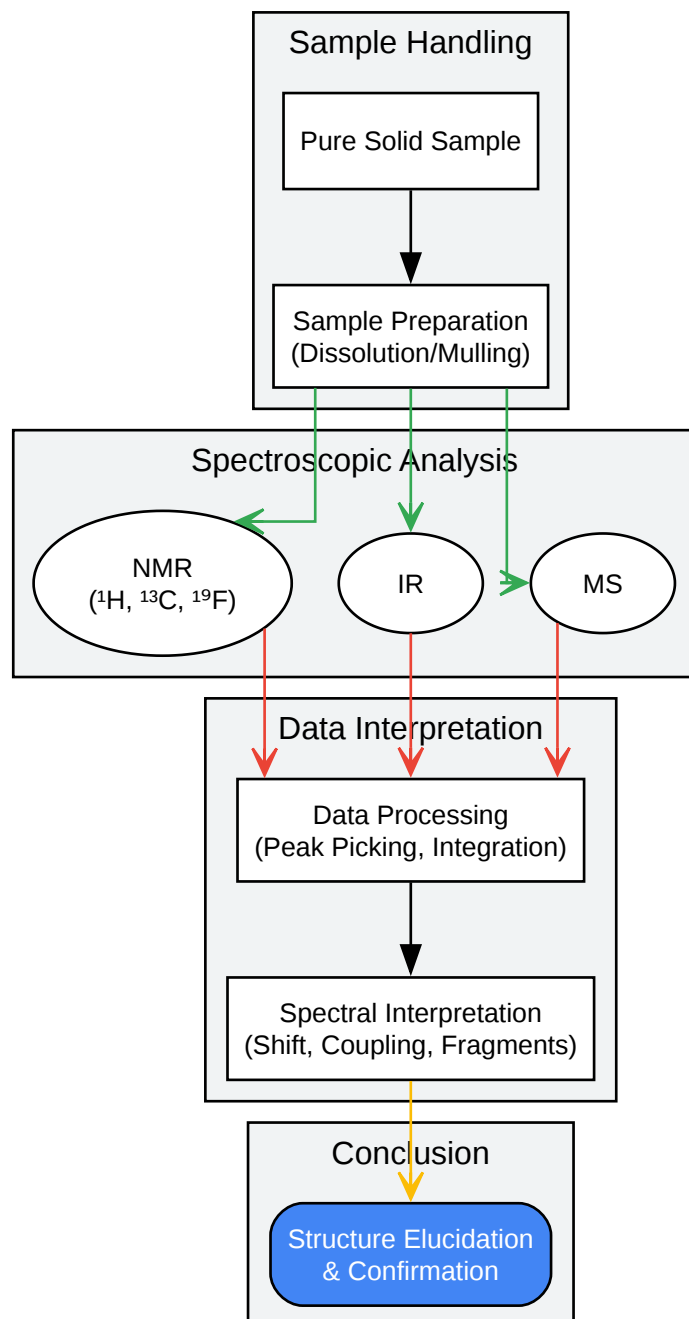 Sample Handling
Pure Solid Sample
Sample Preparation
(Dissolution/Mulling)
Spectroscopic Analysis
NMR
(¹H, ¹³C, ¹⁹F)
IR
MS
Data Interpretation
Data Processing
(Peak Picking, Integration)
Spectral Interpretation
(Shift, Coupling, Fragments)
Conclusion
Structure Elucidation
& Confirmation